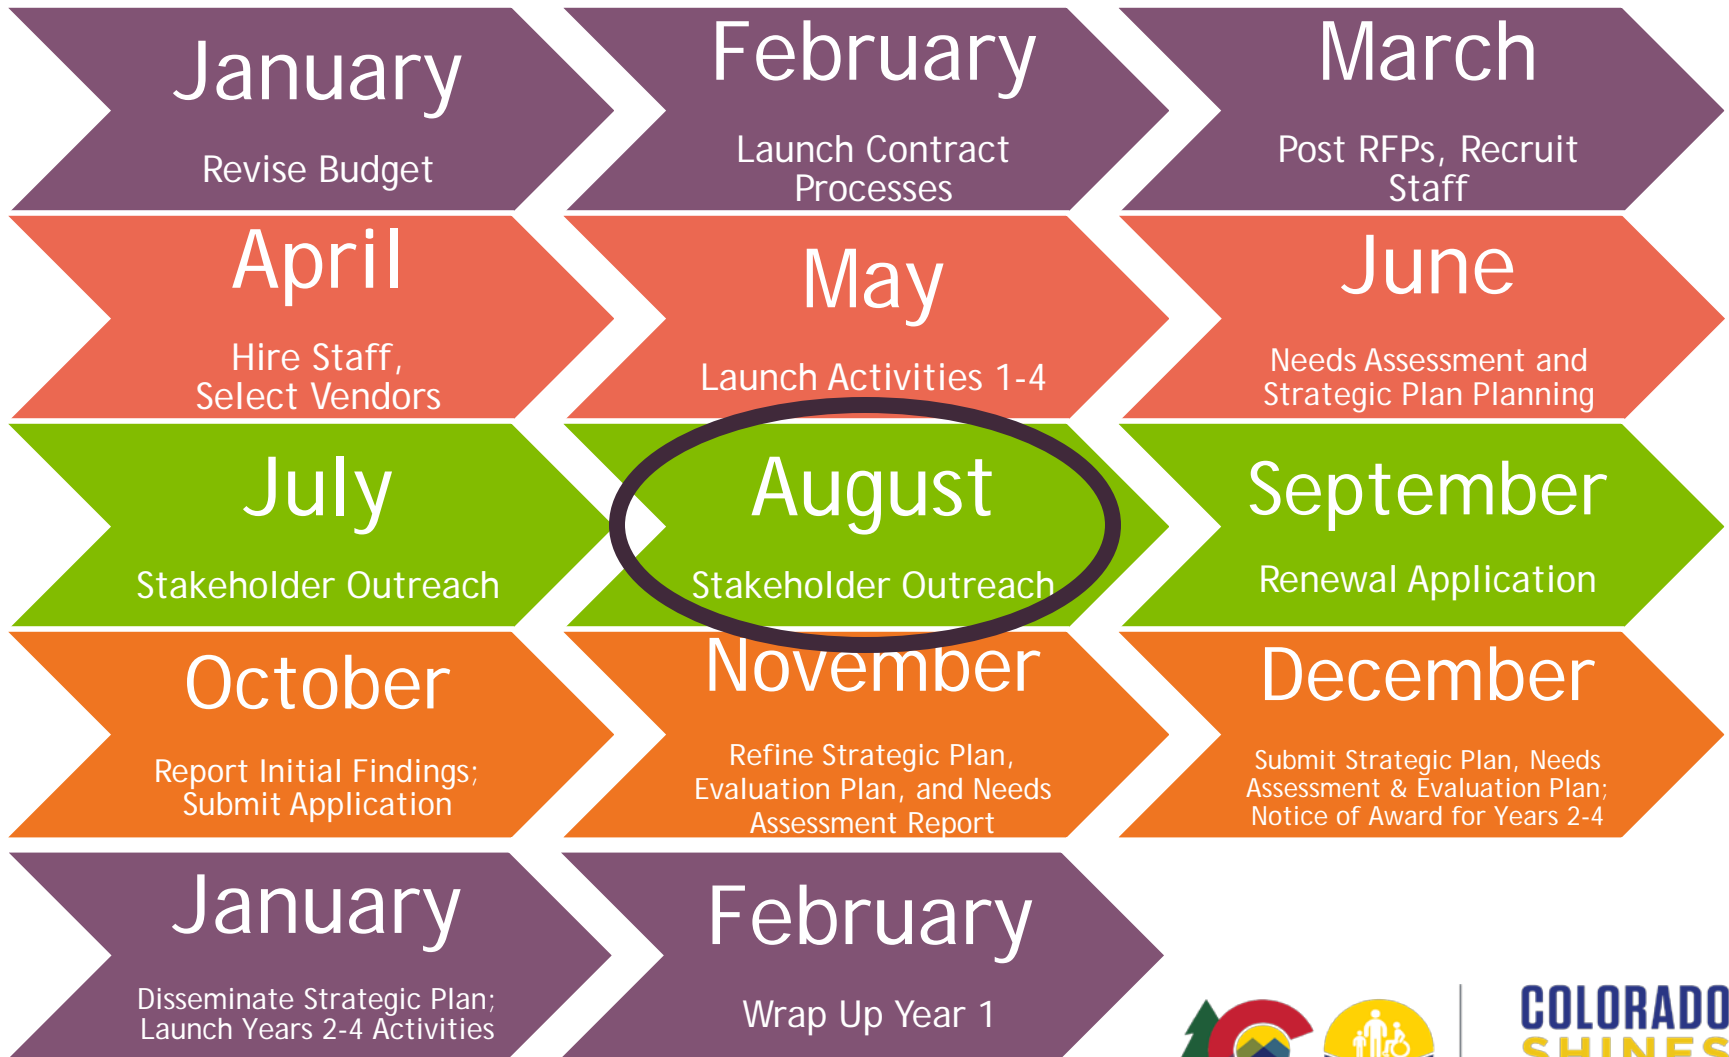 January
Revise Budget
February
Launch Contract
Processes
March
Post RFPs, Recruit
Staff
April
Hire Staff,
Select Vendors
May
Launch Activities 1-4
June
Needs Assessment and
Strategic Plan Planning
July
Stakeholder Outreach
August
Stakeholder Outreach
September
Renewal Application
October
Report Initial Findings;
Submit Application
November
Refine Strategic Plan,
Evaluation Plan, and Needs
Assessment Report
December
Submit Strategic Plan, Needs
Assessment & Evaluation Plan;
Notice of Award for Years 2-4
January
Disseminate Strategic Plan;
Launch Years 2-4 Activities
February
Wrap Up Year 1
COLORADO
SHINES